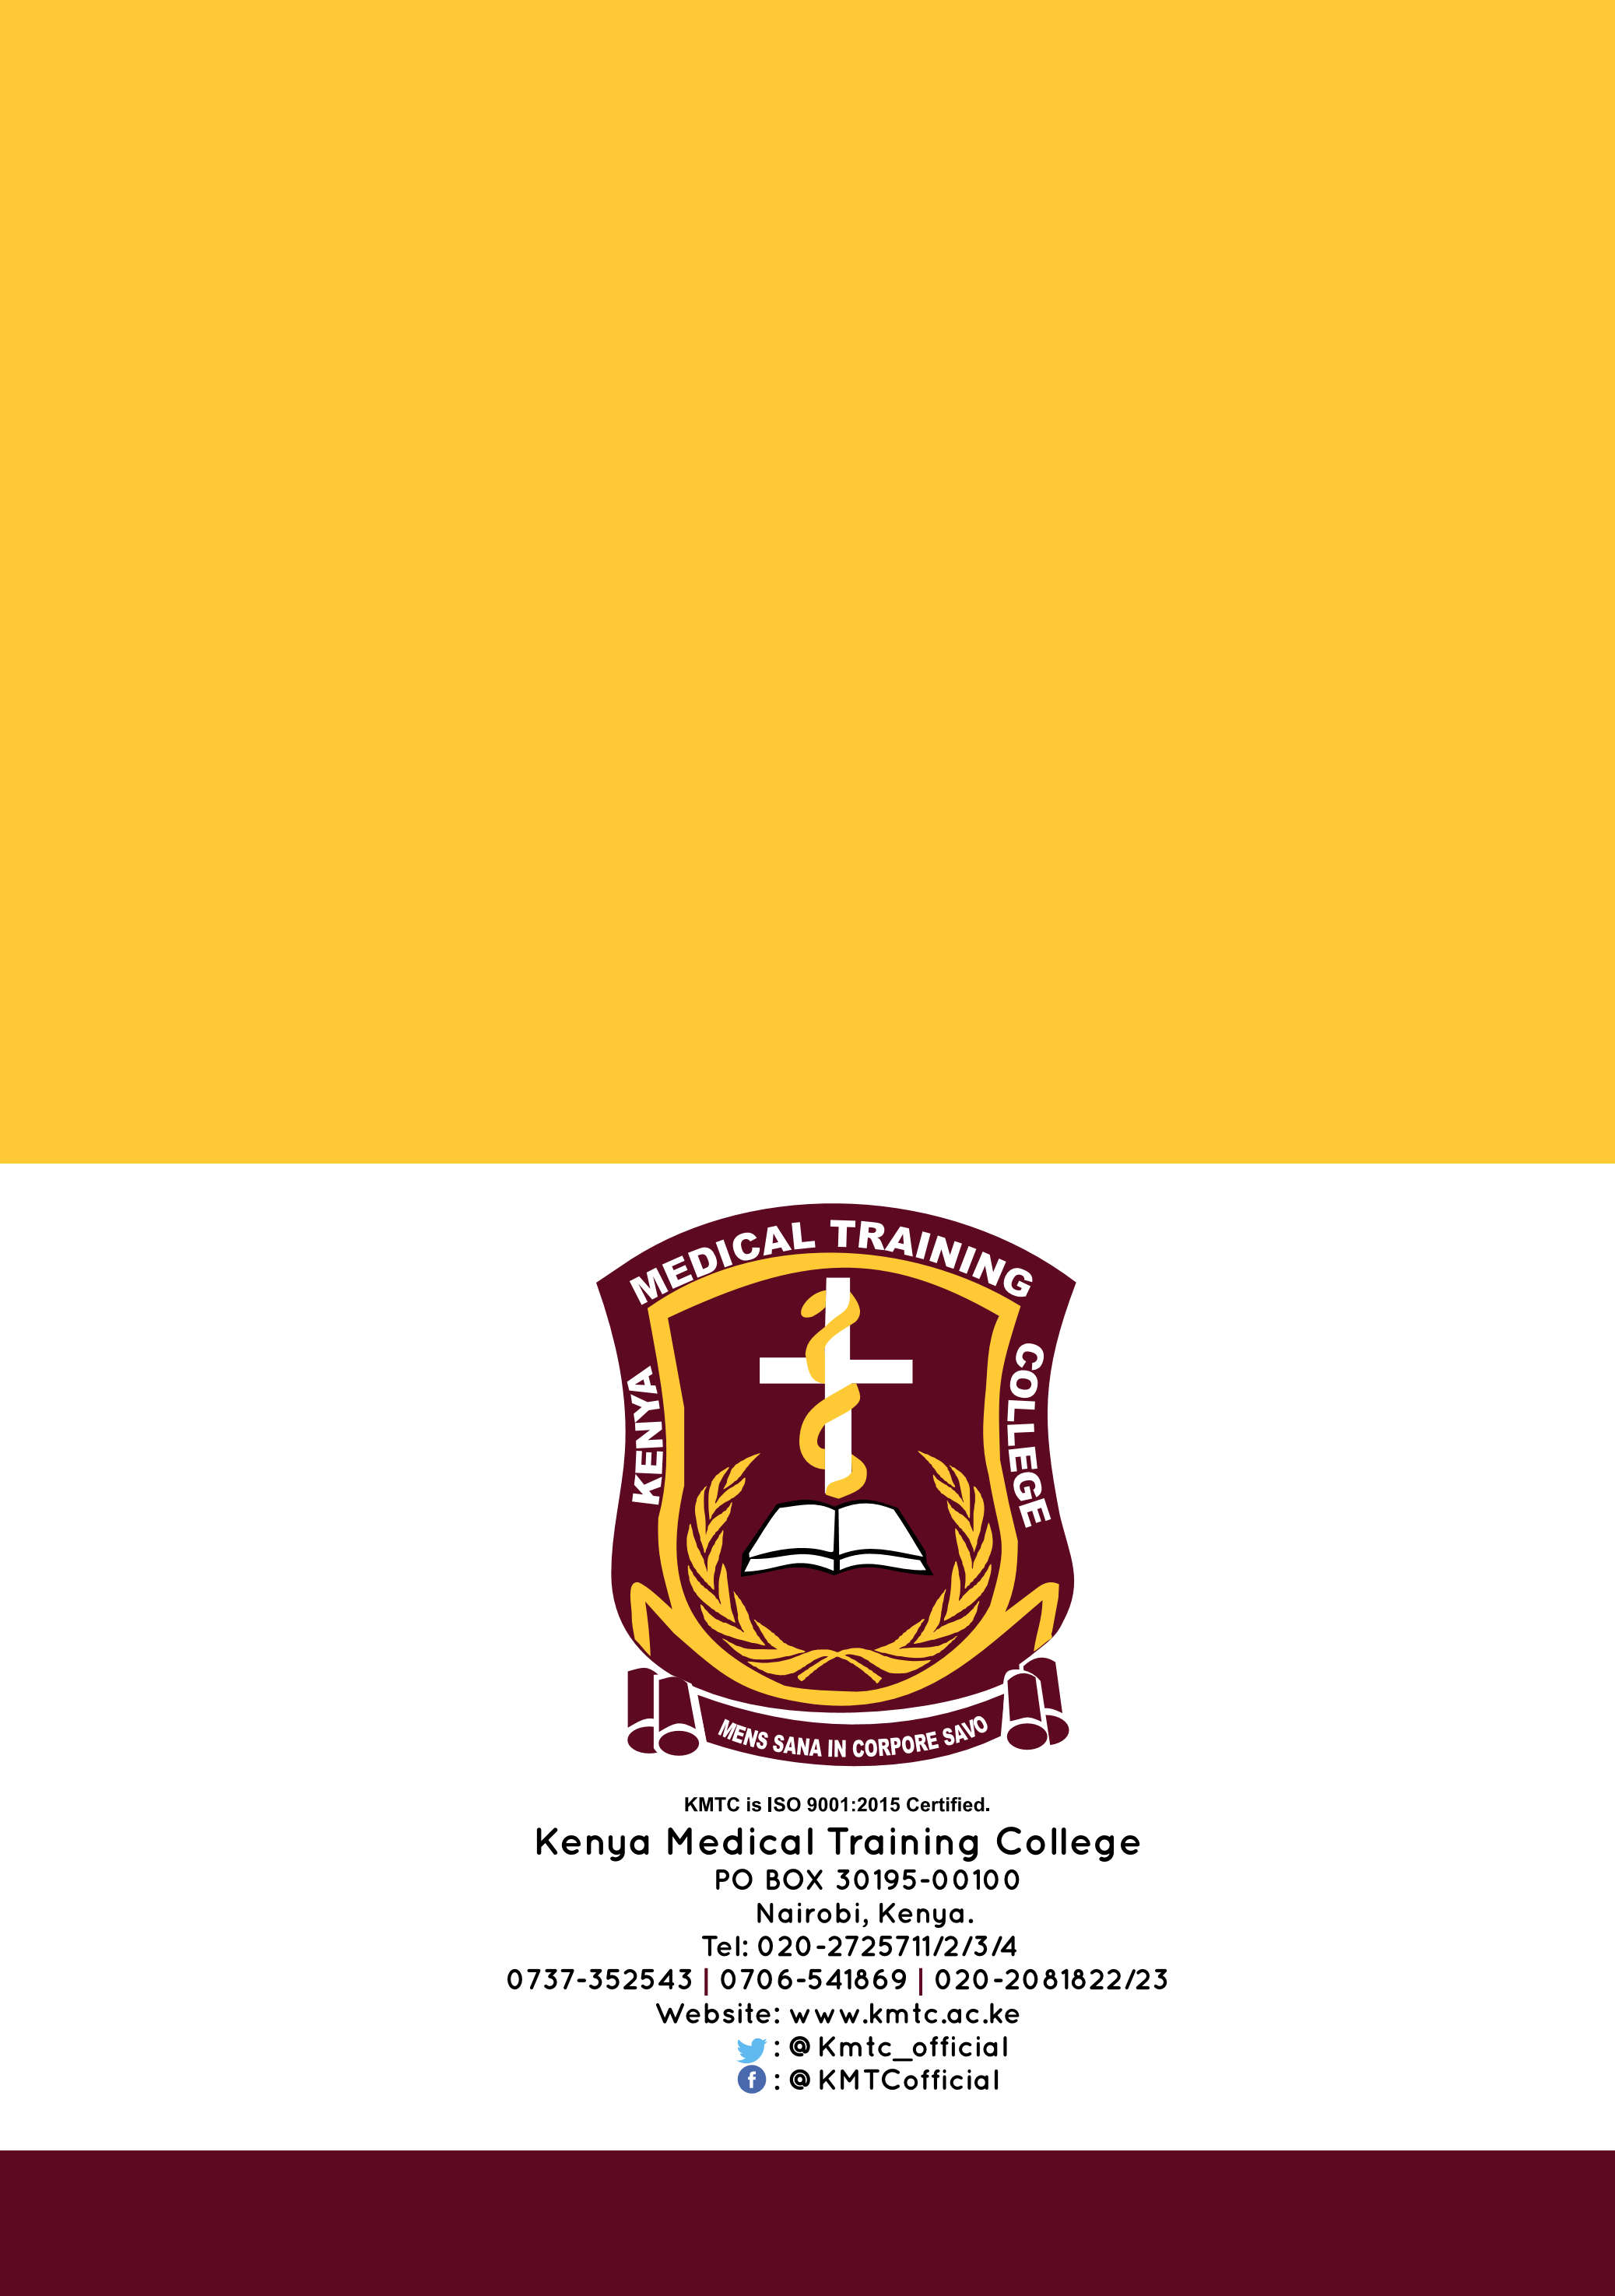 KENYA MEDICAL TRAINING COLLEGE
MENS SANA IN CORPORE SAVO
KMTC is ISO 9001:2015 Certified.
Kenya Medical Training College
PO BOX 30195-00100
Nairobi, Kenya.
Tel: 020-2725711/2/3/4
0737-352543 | 0706-541869 | 020-2081822/23
Website: www.kmtc.ac.ke
: @Kmtc_official
: @KMTCofficial